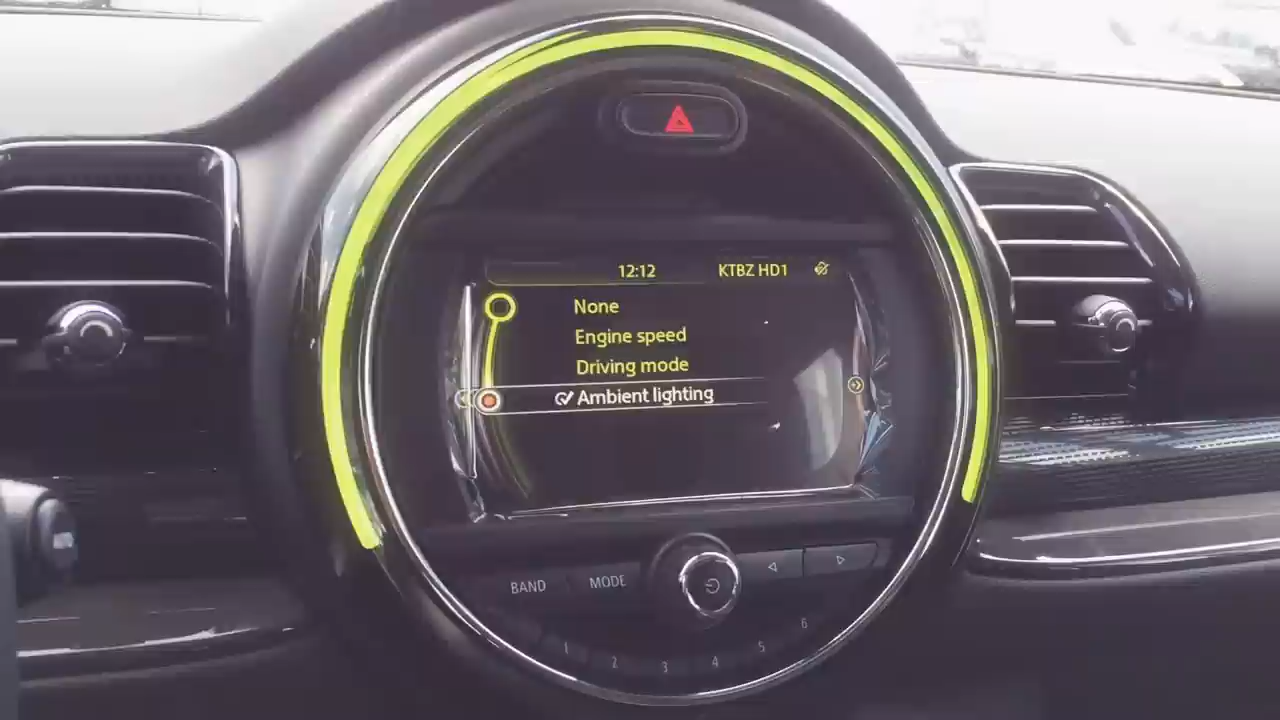 12:12 KTBZ HD1
None
Engine speed
Driving mode
Ambient lighting
BAND MODE
1 2 3 4 5 6